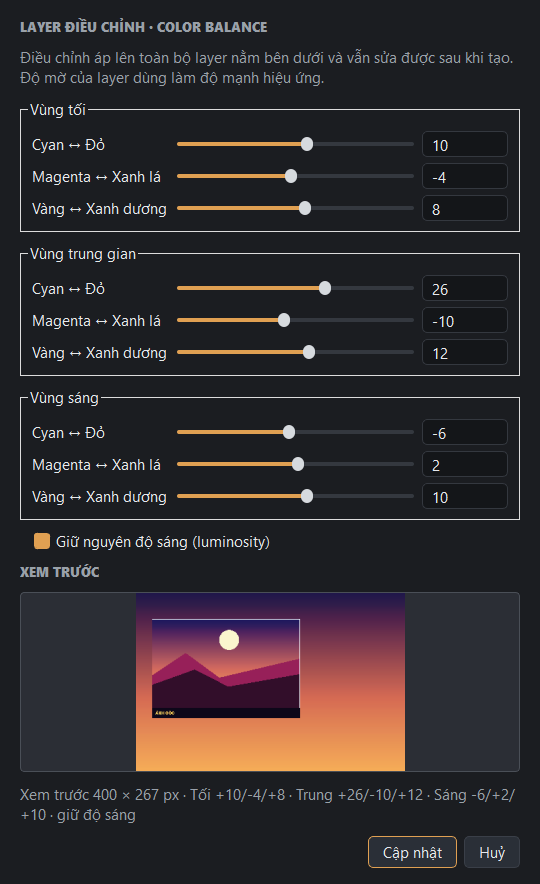 LAYER ĐIỀU CHỈNH · COLOR BALANCE
Điều chỉnh áp lên toàn bộ layer nằm bên dưới và vẫn sửa được sau khi tạo.
Độ mờ của layer dùng làm độ mạnh hiệu ứng.
Vùng tối
Cyan ↔ Đỏ 10
Magenta ↔ Xanh lá -4
Vàng ↔ Xanh dương 8
Vùng trung gian
Cyan ↔ Đỏ 26
Magenta ↔ Xanh lá -10
Vàng ↔ Xanh dương 12
Vùng sáng
Cyan ↔ Đỏ -6
Magenta ↔ Xanh lá 2
Vàng ↔ Xanh dương 10
Giữ nguyên độ sáng (luminosity)
XEM TRƯỚC
Xem trước 400 × 267 px · Tối +10/-4/+8 · Trung +26/-10/+12 · Sáng -6/+2/
+10 · giữ độ sáng
Cập nhật Huỷ